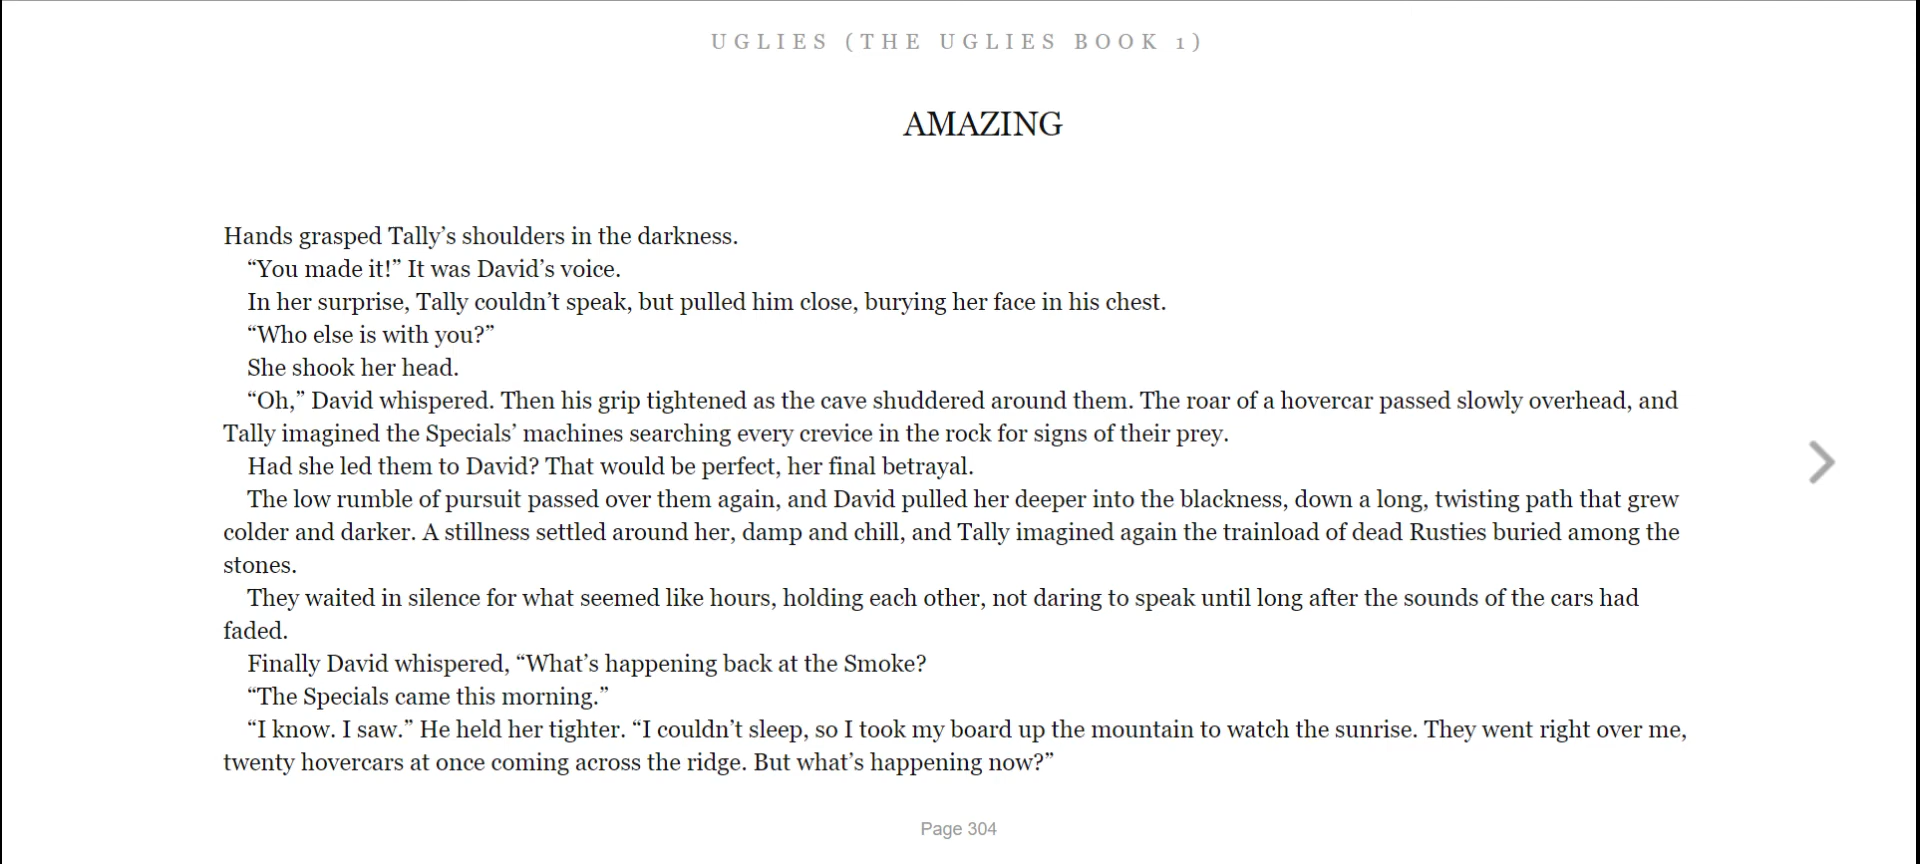 UGLIES (THE UGLIES BOOK 1)
AMAZING
Hands grasped Tally’s shoulders in the darkness.
“You made it!” It was David’s voice.
In her surprise, Tally couldn’t speak, but pulled him close, burying her face in his chest.
“Who else is with you?”
She shook her head.
“Oh,” David whispered. Then his grip tightened as the cave shuddered around them. The roar of a hovercar passed slowly overhead, and
Tally imagined the Specials’ machines searching every crevice in the rock for signs of their prey.
Had she led them to David? That would be perfect, her final betrayal.
The low rumble of pursuit passed over them again, and David pulled her deeper into the blackness, down a long, twisting path that grew
colder and darker. A stillness settled around her, damp and chill, and Tally imagined again the trainload of dead Rusties buried among the
stones.
They waited in silence for what seemed like hours, holding each other, not daring to speak until long after the sounds of the cars had
faded.
Finally David whispered, “What’s happening back at the Smoke?
“The Specials came this morning.”
“I know. I saw.” He held her tighter. “I couldn’t sleep, so I took my board up the mountain to watch the sunrise. They went right over me,
twenty hovercars at once coming across the ridge. But what’s happening now?”
Page 304